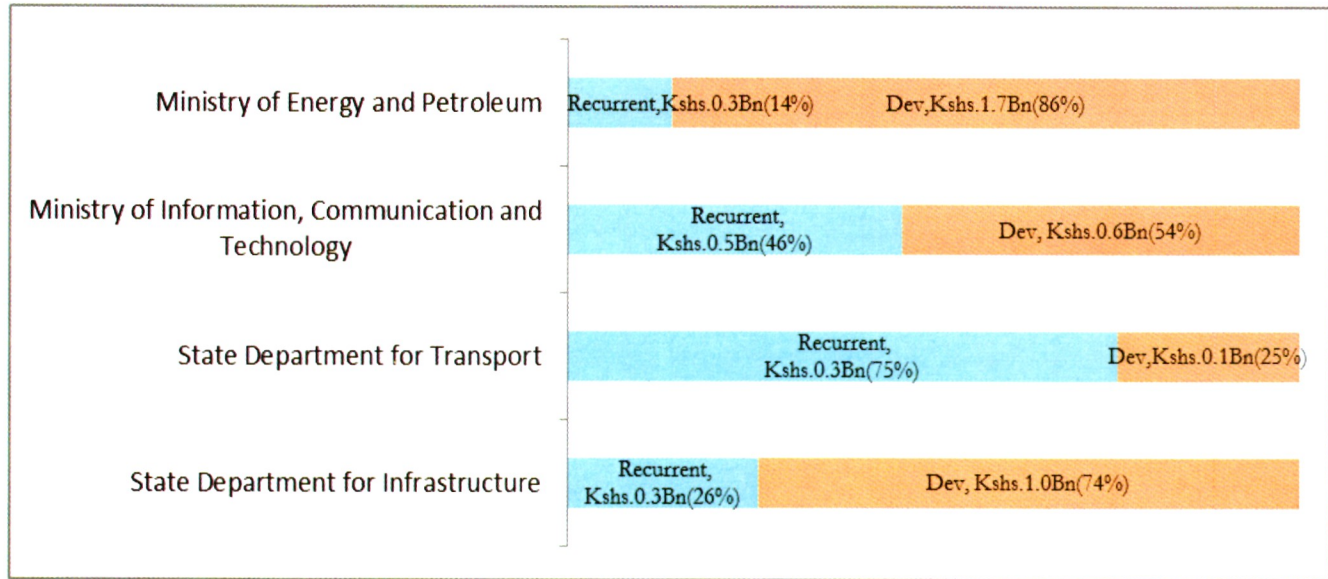 Ministry of Energy and Petroleum
Recurrent,Kshs.0.3Bn(14%)
Dev,Kshs.1.7Bn(86%)
Ministry of Information, Communication and
Technology
Recurrent,
Kshs.0.5Bn(46%)
Dev, Kshs.0.6Bn(54%)
State Department for Transport
Recurrent,
Kshs.0.3Bn(75%)
Dev,Kshs.0.1Bn(25%)
State Department for Infrastructure
Recurrent,
Kshs.0.3Bn(26%)
Dev, Kshs.1.0Bn(74%)